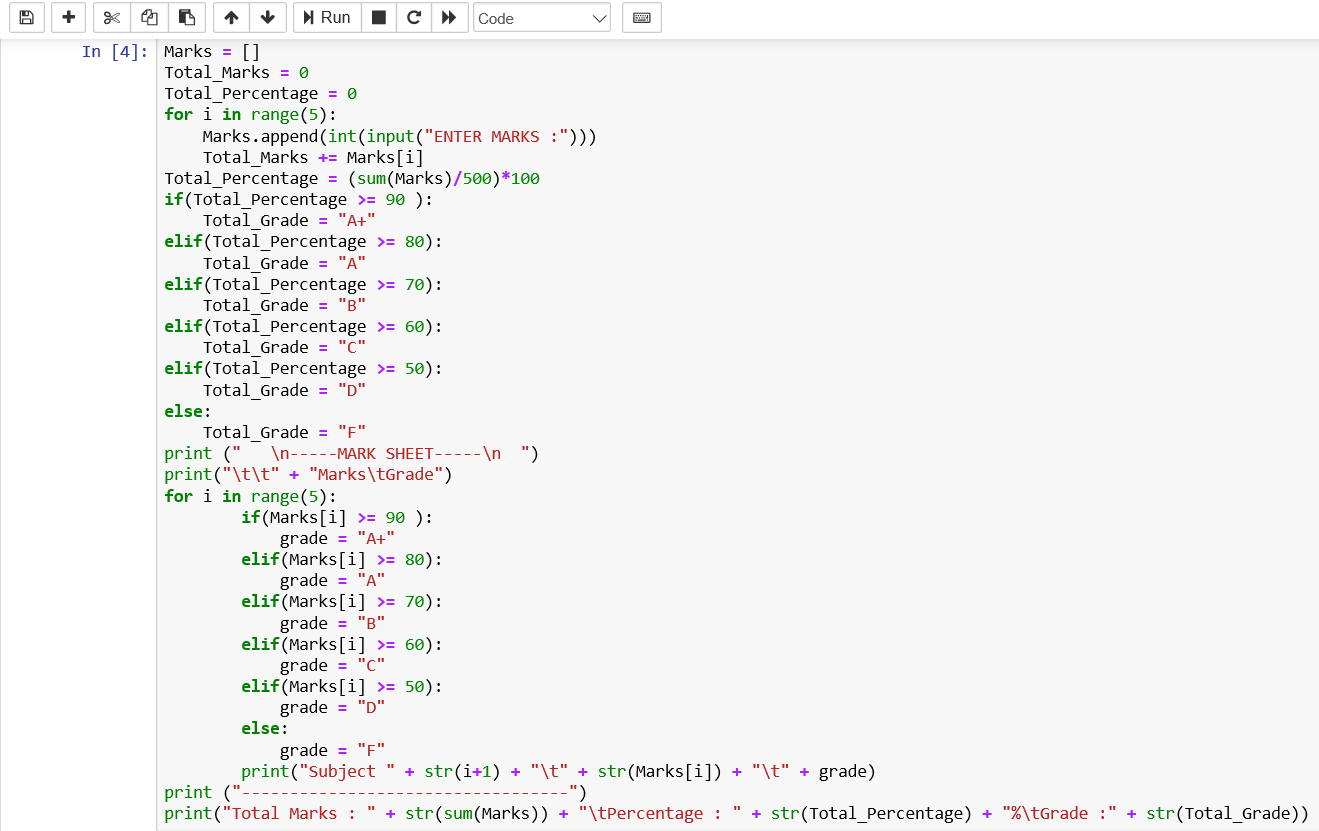 Run Code
In [4]: Marks = []
Total_Marks = 0
Total_Percentage = 0
for i in range(5):
    Marks.append(int(input("ENTER MARKS :")))
    Total_Marks += Marks[i]
Total_Percentage = (sum(Marks)/500)*100
if(Total_Percentage >= 90 ):
    Total_Grade = "A+"
elif(Total_Percentage >= 80):
    Total_Grade = "A"
elif(Total_Percentage >= 70):
    Total_Grade = "B"
elif(Total_Percentage >= 60):
    Total_Grade = "C"
elif(Total_Percentage >= 50):
    Total_Grade = "D"
else:
    Total_Grade = "F"
print ("   \n-----MARK SHEET-----\n  ")
print("\t\t" + "Marks\tGrade")
for i in range(5):
        if(Marks[i] >= 90 ):
            grade = "A+"
        elif(Marks[i] >= 80):
            grade = "A"
        elif(Marks[i] >= 70):
            grade = "B"
        elif(Marks[i] >= 60):
            grade = "C"
        elif(Marks[i] >= 50):
            grade = "D"
        else:
            grade = "F"
        print("Subject " + str(i+1) + "\t" + str(Marks[i]) + "\t" + grade)
print ("----------------------------------")
print("Total Marks : " + str(sum(Marks)) + "\tPercentage : " + str(Total_Percentage) + "%\tGrade :" + str(Total_Grade))